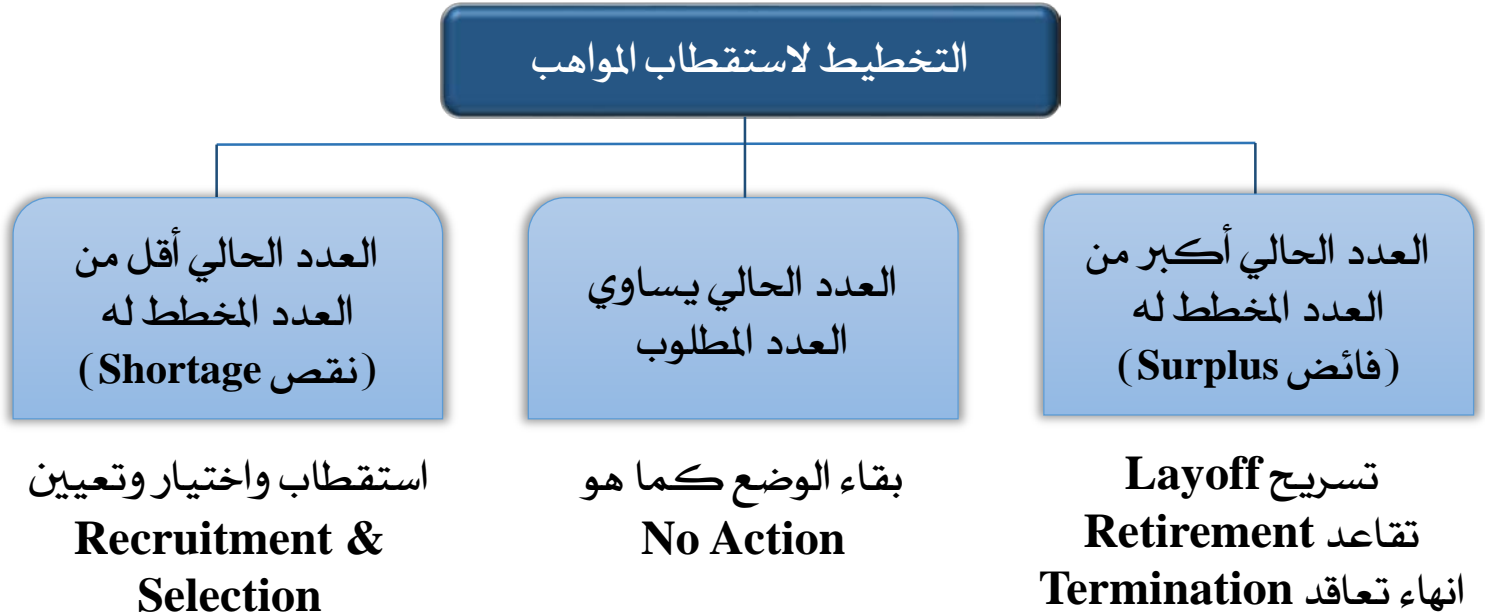 التخطيط لاستقطاب المواهب
العدد الحالي أكبر من
العدد المخطط له
(فائض Surplus)
تسريح Layoff
تقاعد Retirement
انهاء تعاقد Termination
العدد الحالي يساوي
العدد المطلوب
بقاء الوضع كما هو
No Action
العدد الحالي أقل من
العدد المخطط له
(نقص Shortage)
استقطاب واختيار وتعيين
Recruitment &
Selection